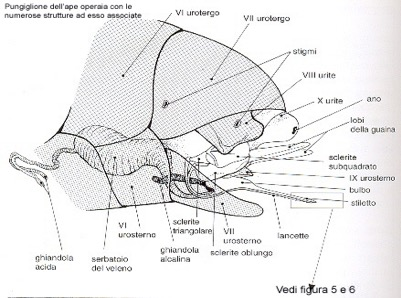 Pungiglione dell'ape operaia con le
numerose strutture ad esso associate
VI urotergo
VII urotergo
stigmi
VIII urite
X urite
ano
lobi
della guaina
sclerite
subquadrato
IX urosterno
bulbo
stiletto
lancette
VII
urosterno
sclerite oblungo
sclerite
triangolare
ghiandola
alcalina
VI
urosterno
serbatoio
del veleno
ghiandola
acida
Vedi figura 5 e 6